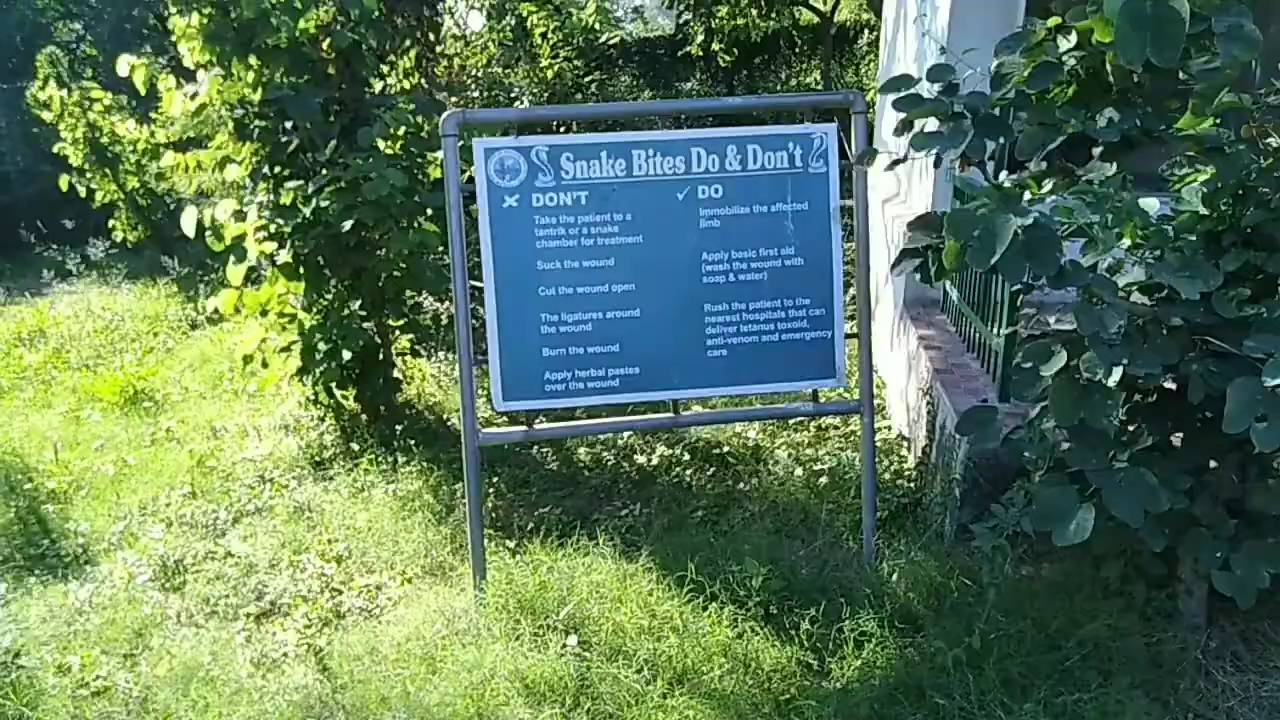 Snake Bites Do & Don't
DON'T
Take the patient to a
tantrik or a snake
chamber for treatment
Suck the wound
Cut the wound open
The ligatures around
the wound
Burn the wound
Apply herbal pastes
over the wound
DO
Immobilize the affected
limb
Apply basic first aid
(wash the wound with
soap & water)
Rush the patient to the
nearest hospitals that can
deliver tetanus toxoid,
anti-venom and emergency
care